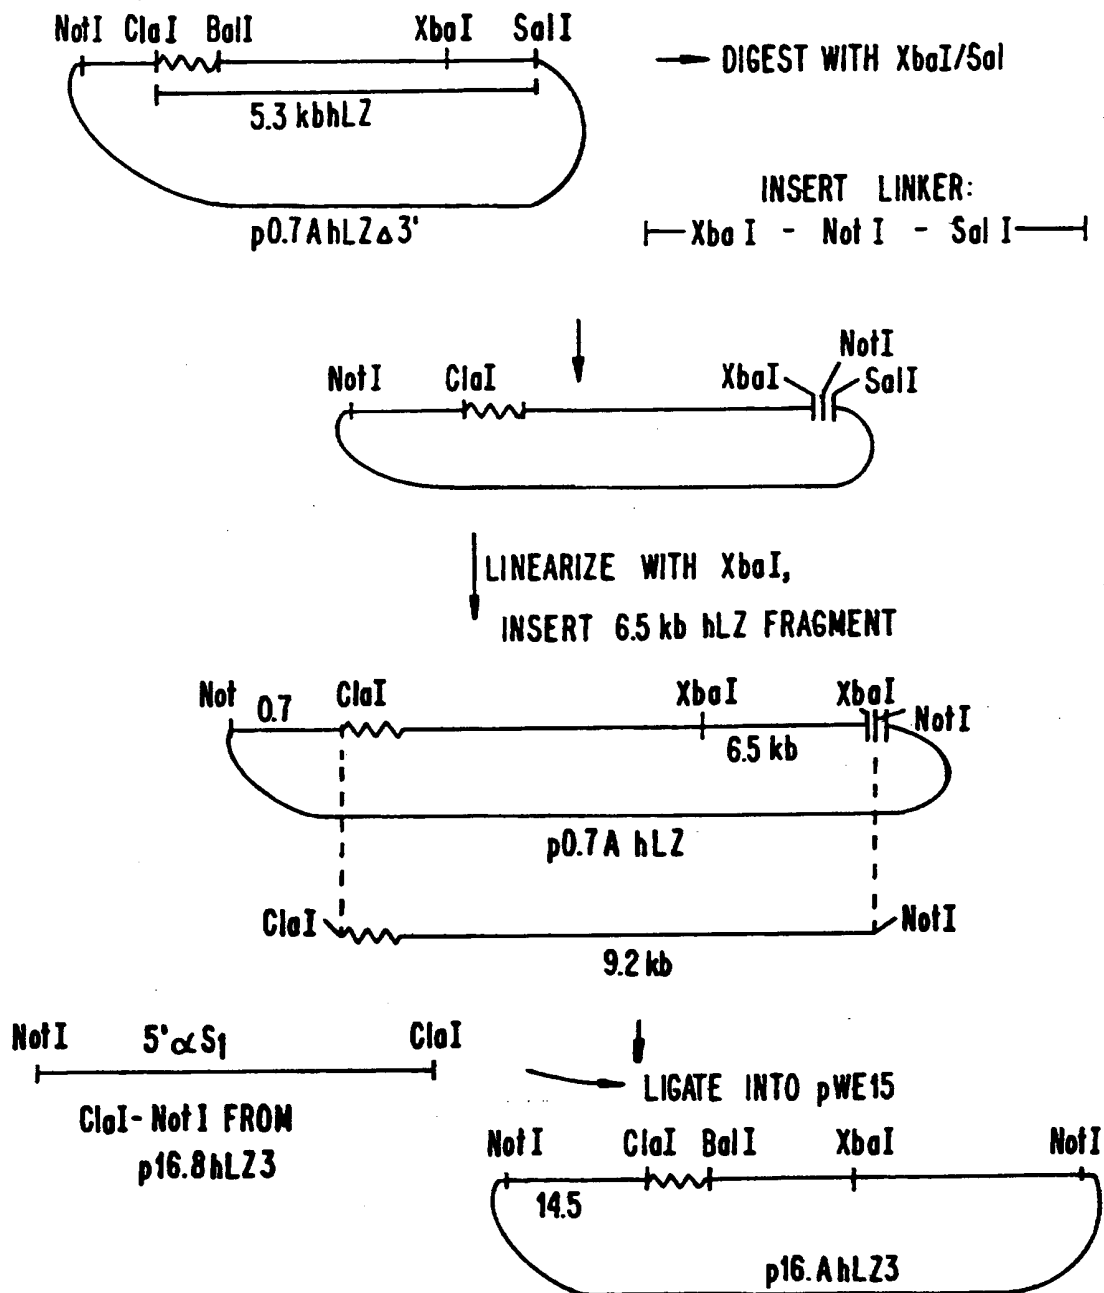 NotI ClaI BalI XbaI SalI
→ DIGEST WITH XbaI/Sal
5.3 kbhLZ
p0.7AhLZΔ3'
INSERT LINKER:
XbaI - NotI - SalI
NotI ClaI XbaI NotI SalI
LINEARIZE WITH XbaI,
INSERT 6.5 kb hLZ FRAGMENT
Not 0.7 ClaI XbaI XbaI NotI
6.5 kb
p0.7A hLZ
ClaI NotI
9.2 kb
NotI 5' αS1 ClaI
ClaI-NotI FROM
p16.8hLZ3
LIGATE INTO pWE15
NotI ClaI BalI XbaI NotI
14.5
p16.AhLZ3